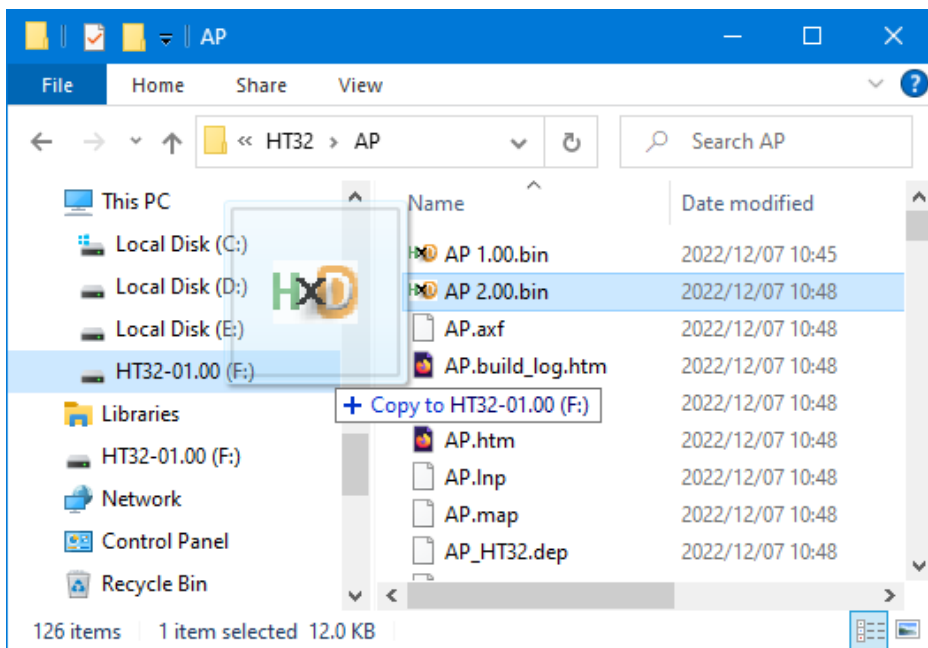 AP
File Home Share View ?
« HT32 › AP Search AP
This PC
Local Disk (C:)
Local Disk (D:)
Local Disk (E:)
HT32-01.00 (F:)
Libraries
HT32-01.00 (F:)
Network
Control Panel
Recycle Bin
HxD
+ Copy to HT32-01.00 (F:)
Name Date modified
AP 1.00.bin 2022/12/07 10:45
AP 2.00.bin 2022/12/07 10:48
AP.axf 2022/12/07 10:48
AP.build_log.htm 2022/12/07 10:48
2022/12/07 10:48
AP.htm 2022/12/07 10:48
AP.lnp 2022/12/07 10:48
AP.map 2022/12/07 10:48
AP_HT32.dep 2022/12/07 10:48
126 items 1 item selected 12.0 KB